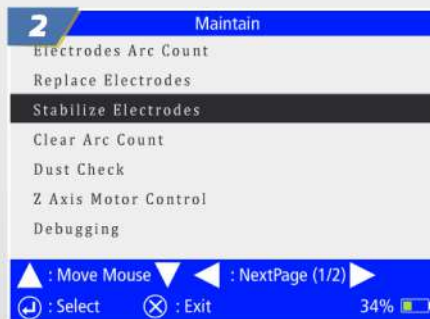 2
Maintain
Electrodes Arc Count
Replace Electrodes
Stabilize Electrodes
Clear Arc Count
Dust Check
Z Axis Motor Control
Debugging
: Move Mouse : NextPage (1/2)
: Select : Exit 34%